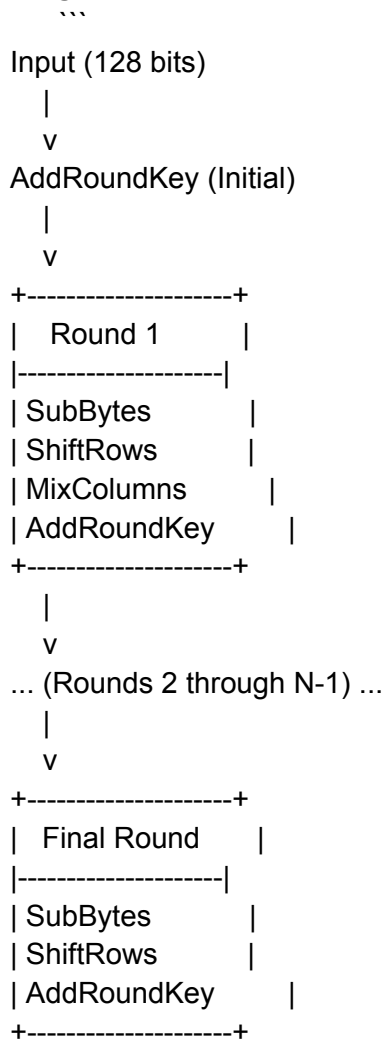 ```
Input (128 bits)
   |
   v
AddRoundKey (Initial)
   |
   v
+---------------------+
|   Round 1         |
|---------------------|
| SubBytes          |
| ShiftRows         |
| MixColumns         |
| AddRoundKey         |
+---------------------+
   |
   v
... (Rounds 2 through N-1) ...
   |
   v
+---------------------+
|   Final Round      |
|---------------------|
| SubBytes          |
| ShiftRows         |
| AddRoundKey         |
+---------------------+